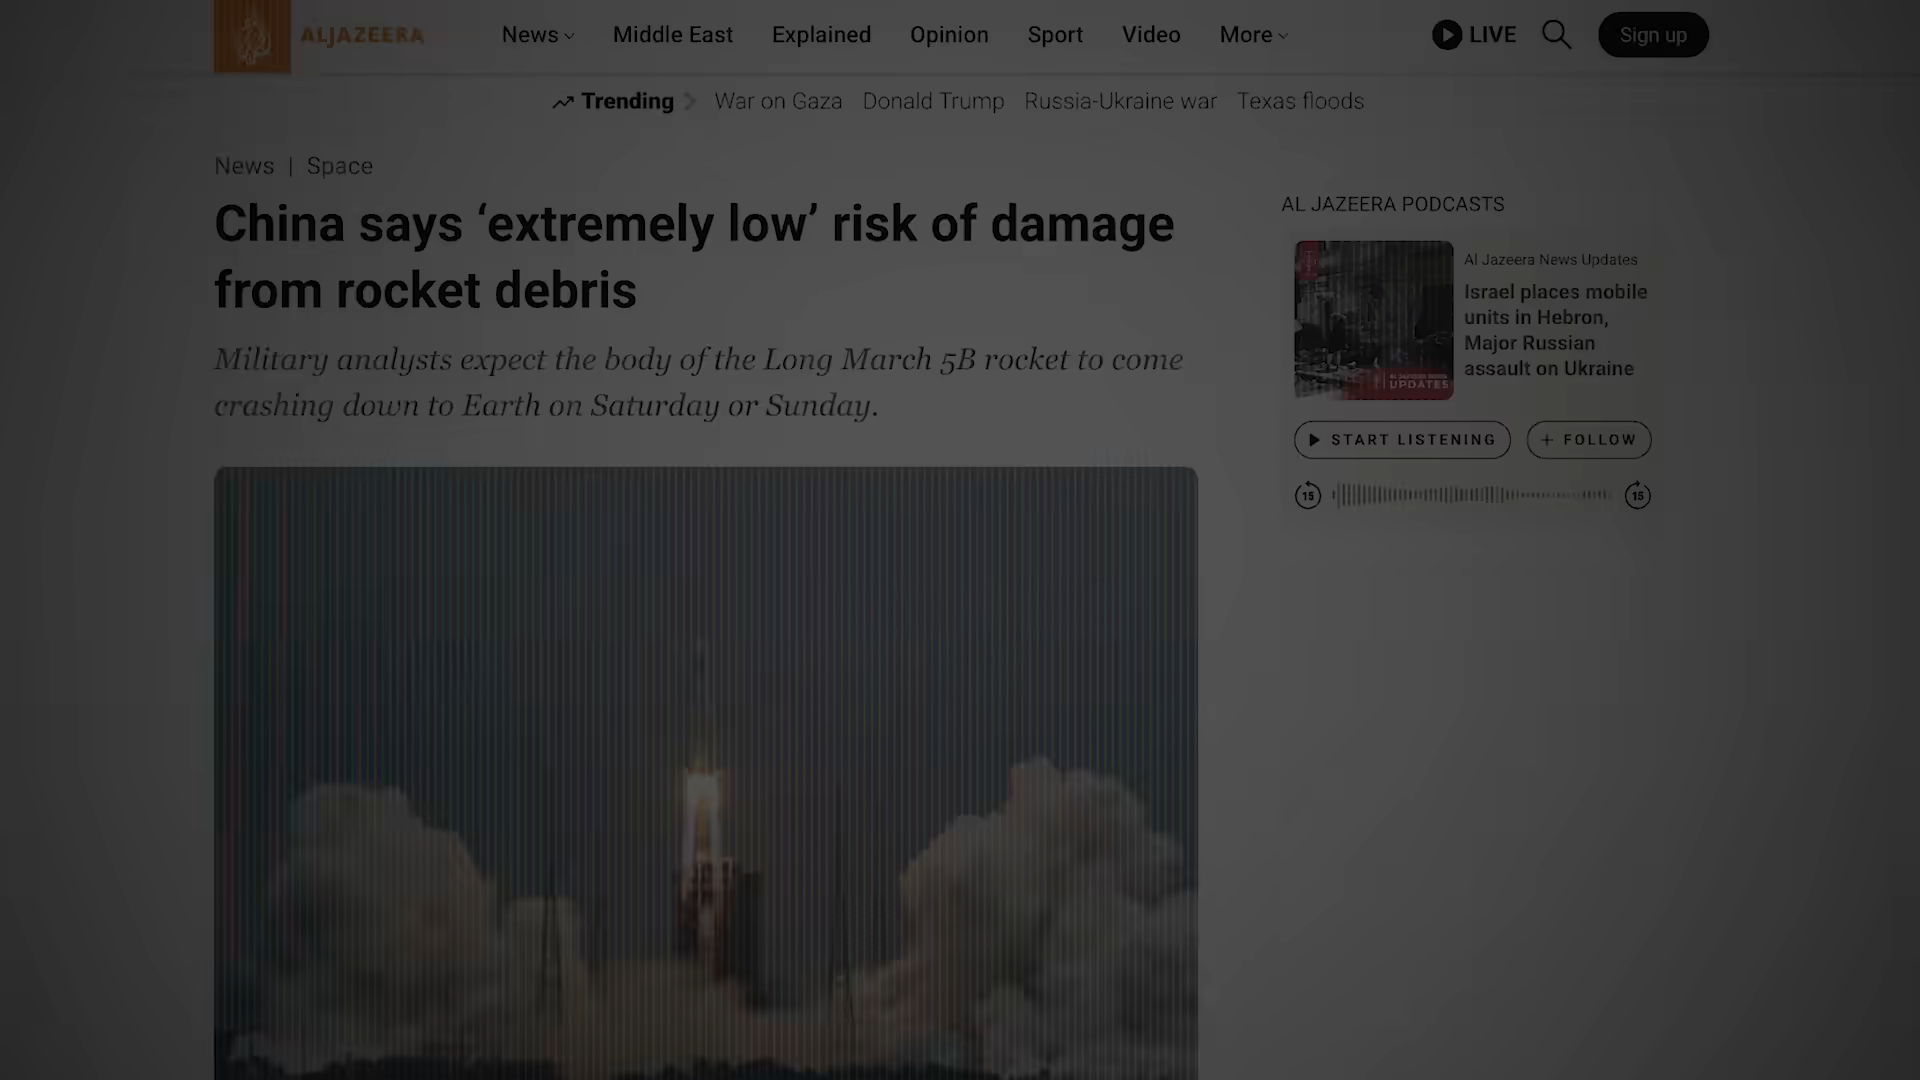 ALJAZEERA
News
Middle East
Explained
Opinion
Sport
Video
More
LIVE
Sign up
Trending
War on Gaza
Donald Trump
Russia-Ukraine war
Texas floods
News | Space
China says ‘extremely low’ risk of damage
from rocket debris
Military analysts expect the body of the Long March 5B rocket to come
crashing down to Earth on Saturday or Sunday.
AL JAZEERA PODCASTS
UPDATES
Al Jazeera News Updates
Israel places mobile
units in Hebron,
Major Russian
assault on Ukraine
START LISTENING
+ FOLLOW
15
15